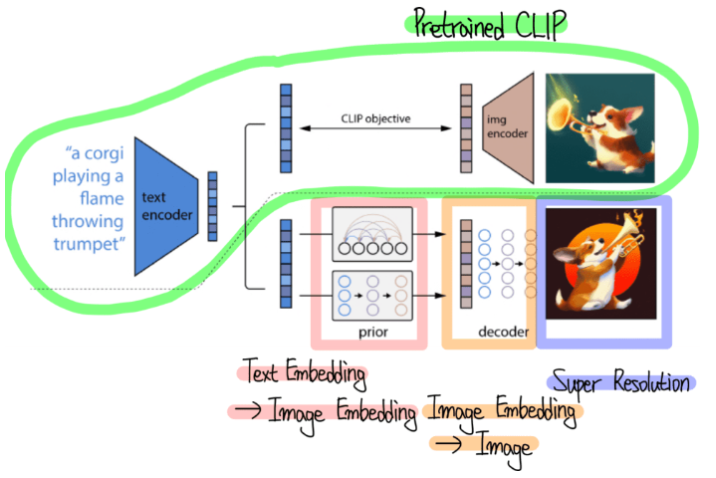 Pretrained CLIP
CLIP objective
img
encoder
"a corgi
playing a
flame
throwing
trumpet"
text
encoder
prior
decoder
Text Embedding
→ Image Embedding
Image Embedding
→ Image
Super Resolution